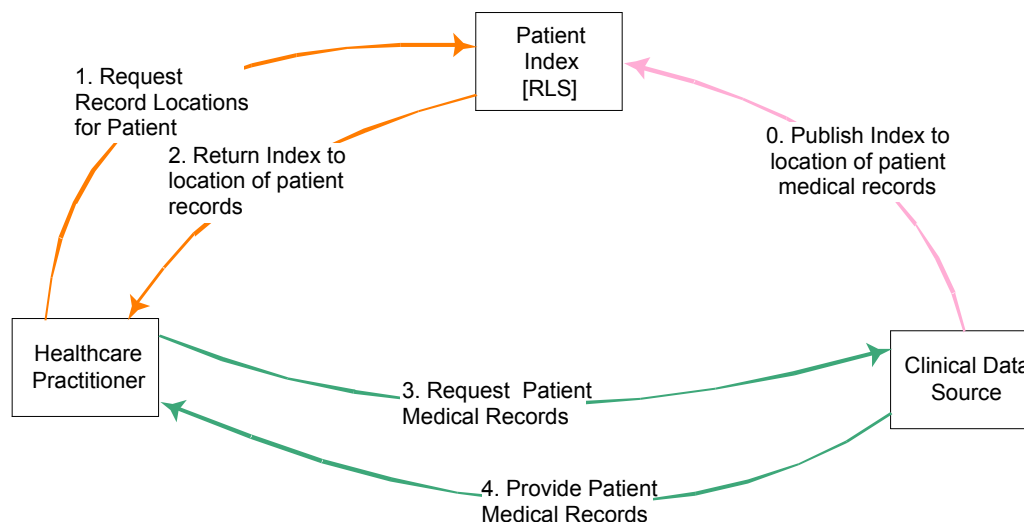 Patient
Index
[RLS]
1. Request
Record Locations
for Patient
0. Publish Index to
location of patient
medical records
2. Return Index to
location of patient
records
Healthcare
Practitioner
Clinical Data
Source
3. Request Patient
Medical Records
4. Provide Patient
Medical Records